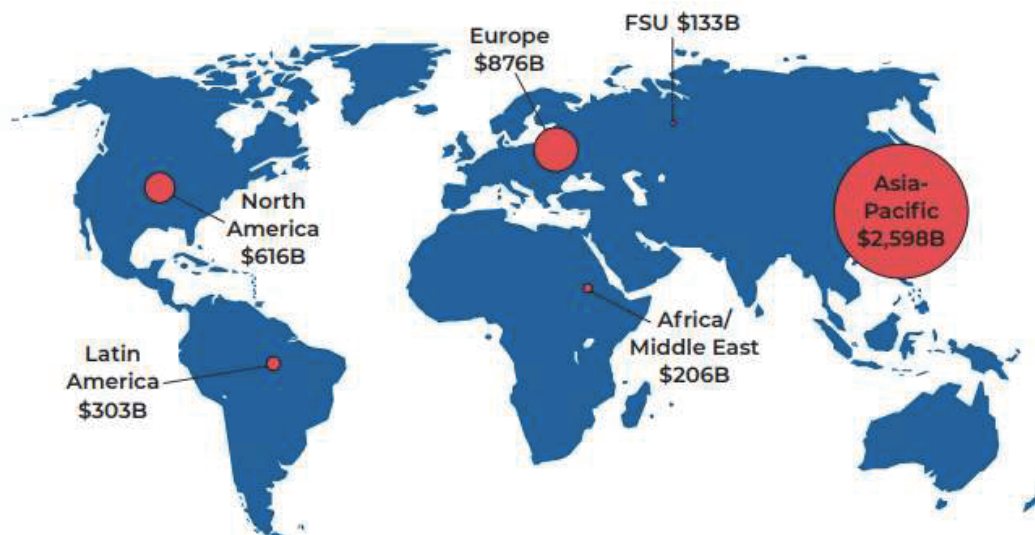 FSU $133B
Europe
$876B
Asia-
Pacific
$2,598B
North
America
$616B
Africa/
Middle East
$206B
Latin
America
$303B